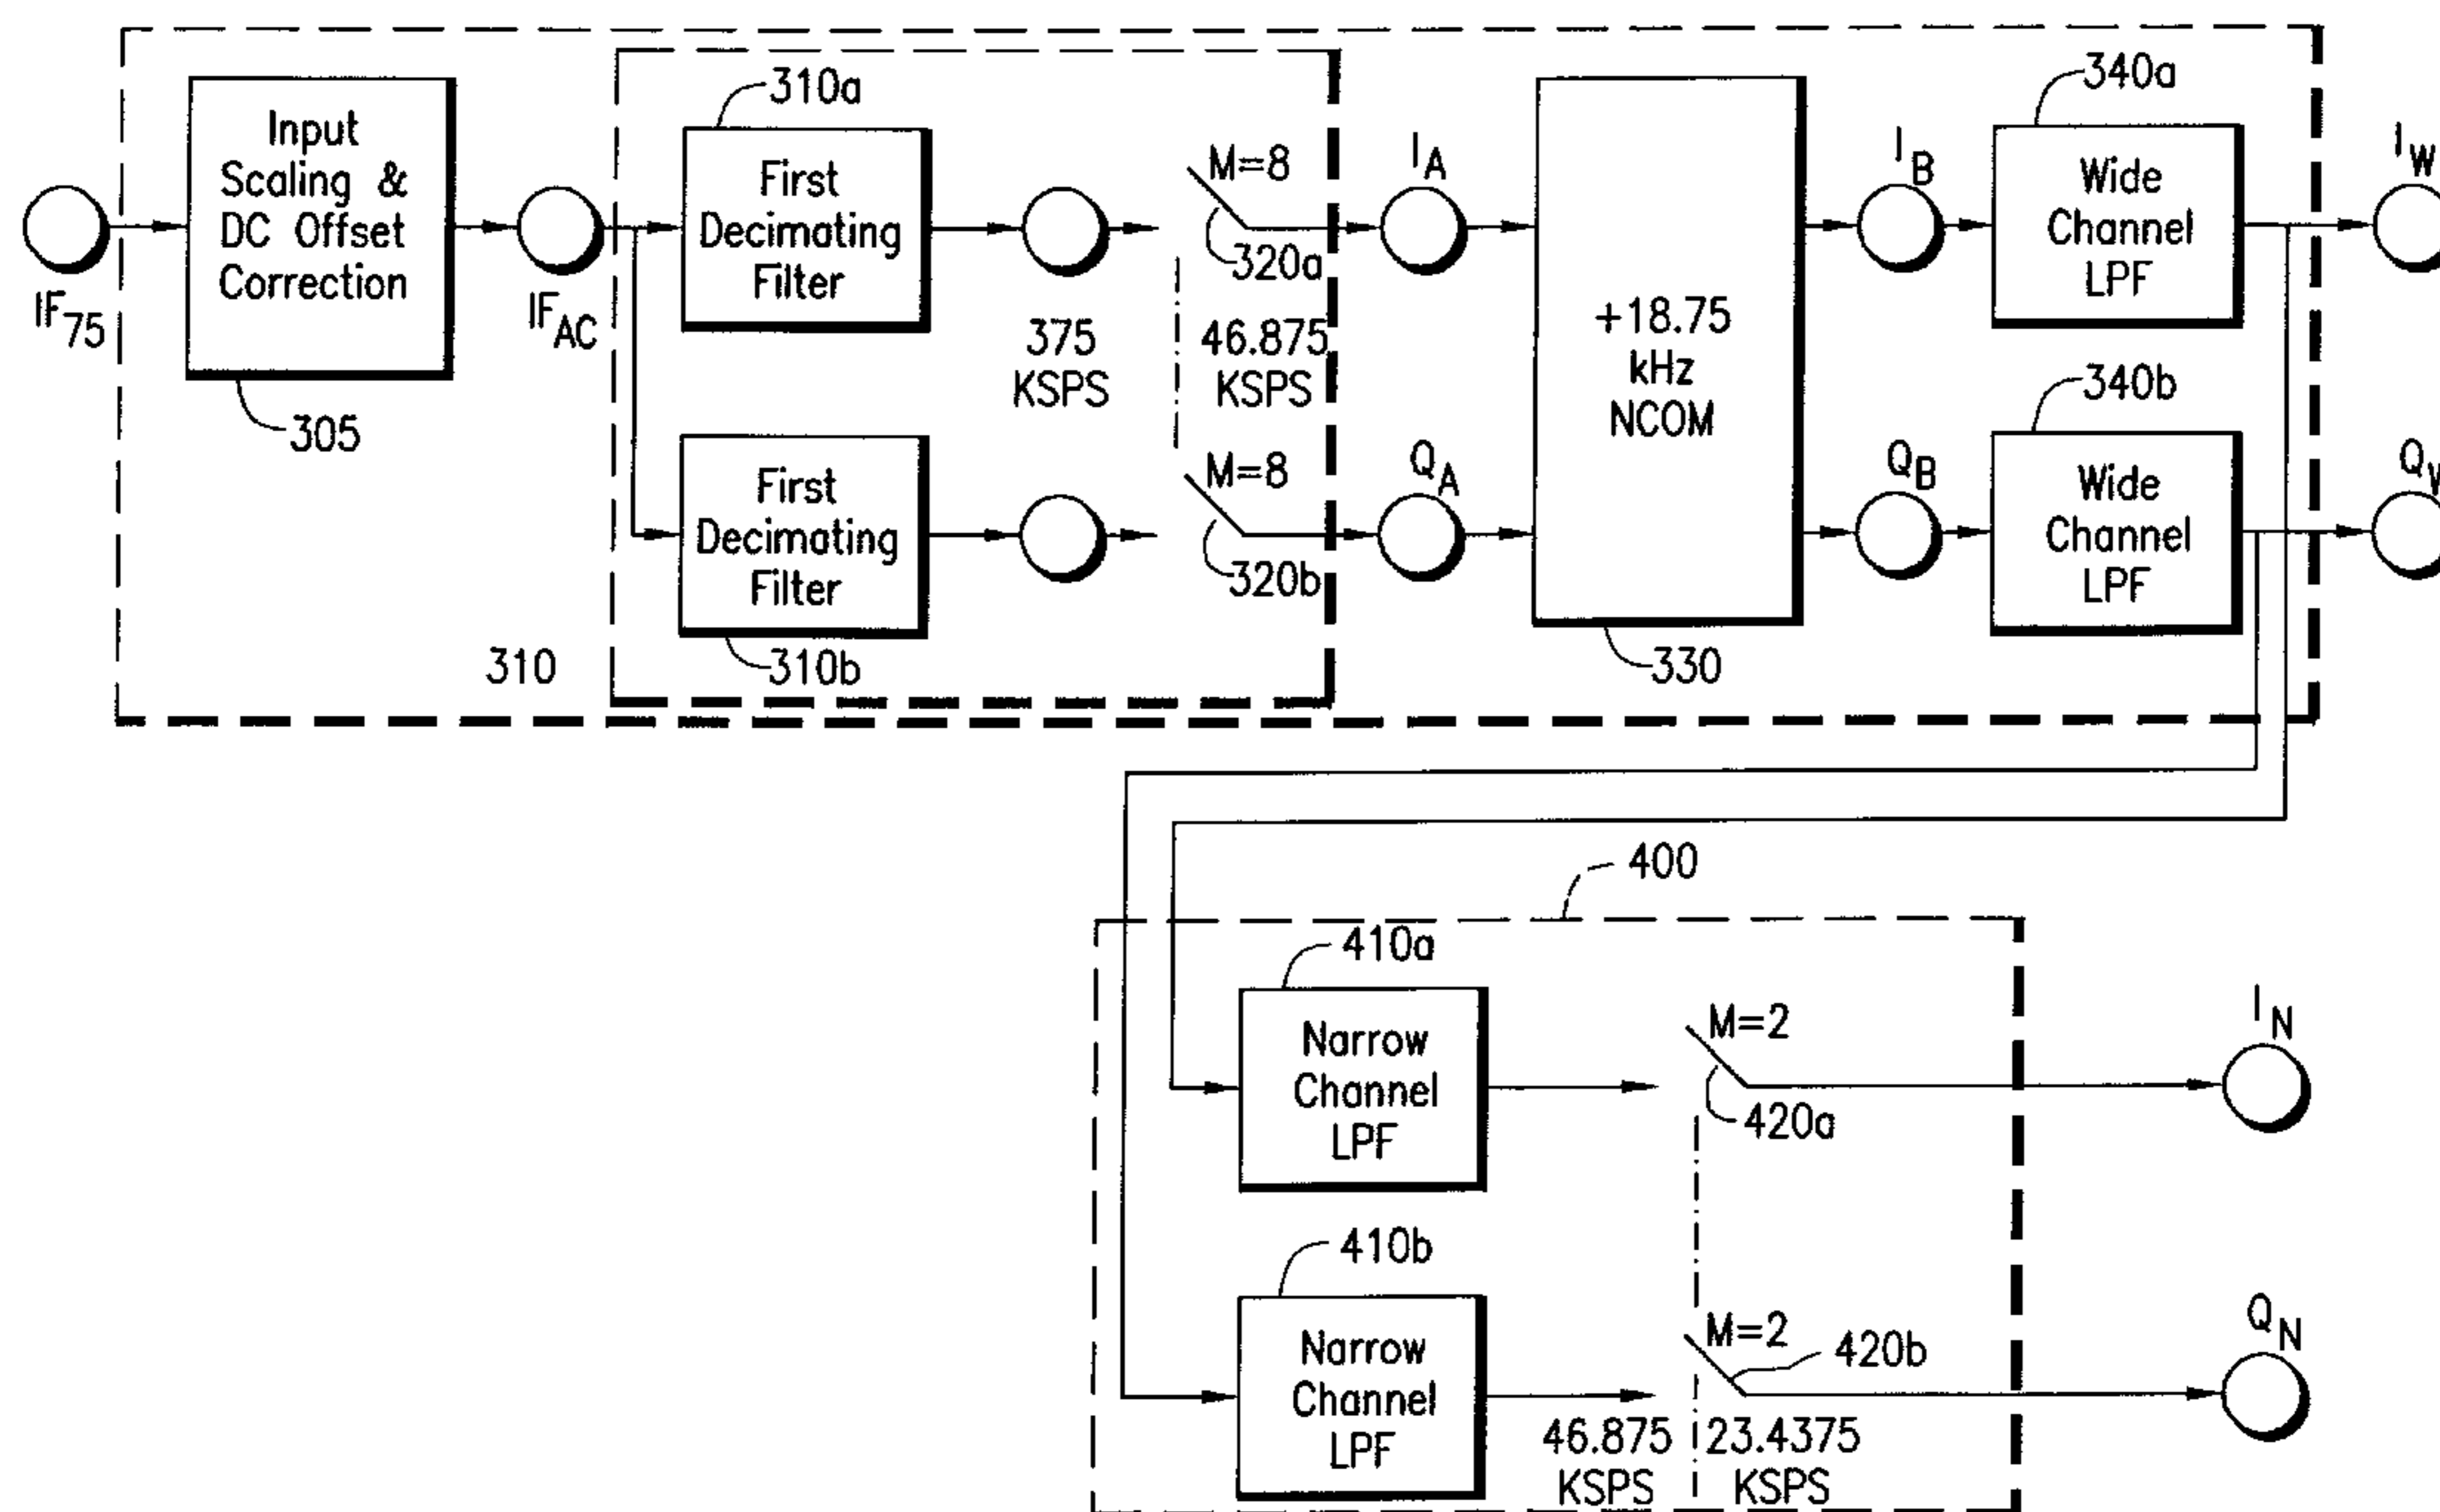 310a
340a
Input
Scaling &
DC Offset
Correction
First
Decimating
Filter
M=8
I_A
I_B
Wide
Channel
LPF
I_W
320a
IF_75
IF_AC
375
KSPS
46.875
KSPS
+18.75
kHz
NCOM
340b
305
First
Decimating
Filter
M=8
Q_A
Q_B
Wide
Channel
LPF
320b
310
310b
330
400
410a
Narrow
Channel
LPF
M=2
I_N
420a
410b
Narrow
Channel
LPF
M=2
420b
Q_N
46.875
KSPS
23.4375
KSPS